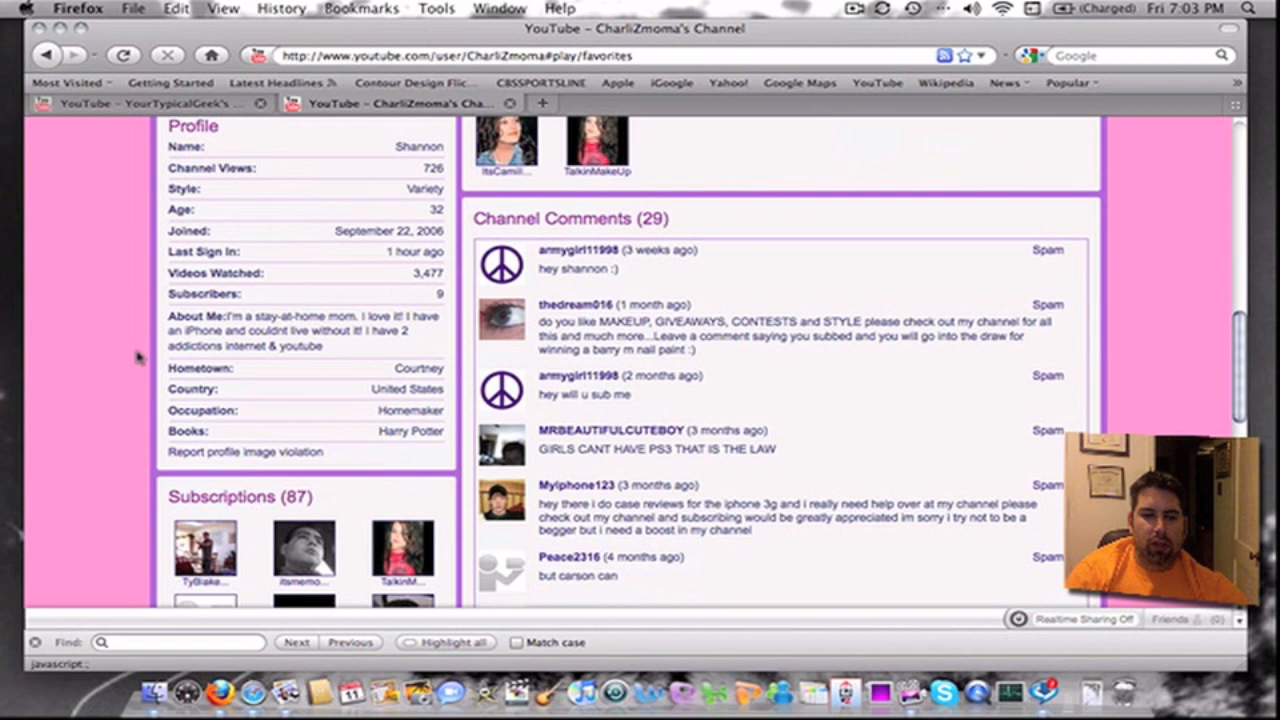 Firefox File Edit View History Bookmarks Tools Window Help (Charged) Fri 7:03 PM
YouTube – CharliZmoma's Channel
http://www.youtube.com/user/CharliZmoma#play/favorites
Google
Most Visited Getting Started Latest Headlines Contour Design Flic... CBSSPORTSLINE Apple iGoogle Yahoo! Google Maps YouTube Wikipedia News Popular
YouTube – YourTypicalGeek's ... YouTube – CharliZmoma's Cha...
Profile
Name: Shannon
Channel Views: 726
Style: Variety
Age: 32
Joined: September 22, 2006
Last Sign In: 1 hour ago
Videos Watched: 3,477
Subscribers: 9
About Me:I'm a stay-at-home mom. I love it! I have
an iPhone and couldnt live without it! I have 2
addictions internet & youtube
Hometown: Courtney
Country: United States
Occupation: Homemaker
Books: Harry Potter
Report profile image violation
Subscriptions (87)
TyBlake... itsmemo... TalkinM...
ItsCamill... TalkinMakeUp
Channel Comments (29)
armygirl11998 (3 weeks ago) Spam
hey shannon :)
thedream016 (1 month ago) Spam
do you like MAKEUP, GIVEAWAYS, CONTESTS and STYLE please check out my channel for all
this and much more...Leave a comment saying you subbed and you will go into the draw for
winning a barry m nail paint :)
armygirl11998 (2 months ago) Spam
hey will u sub me
MRBEAUTIFULCUTEBOY (3 months ago) Spam
GIRLS CANT HAVE PS3 THAT IS THE LAW
MyIphone123 (3 months ago) Spam
hey there i do case reviews for the iphone 3g and i really need help over at my channel please
check out my channel and subscribing would be greatly appreciated im sorry i try not to be a
begger but i need a boost in my channel
Peace2316 (4 months ago) Spam
but carson can
Realtime Sharing Off Friends (0)
Find: Next Previous Highlight all Match case
javascript:;